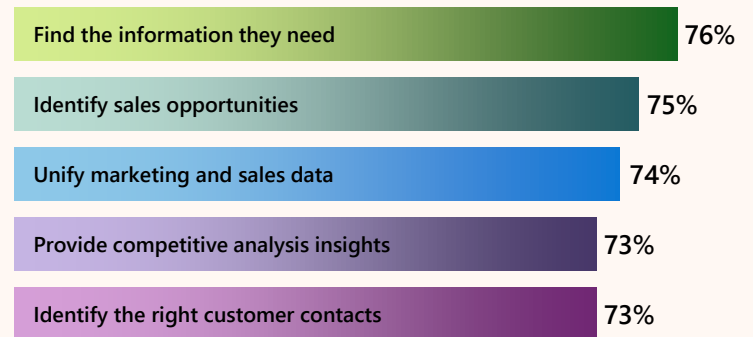 Find the information they need 76%
Identify sales opportunities 75%
Unify marketing and sales data 74%
Provide competitive analysis insights 73%
Identify the right customer contacts 73%